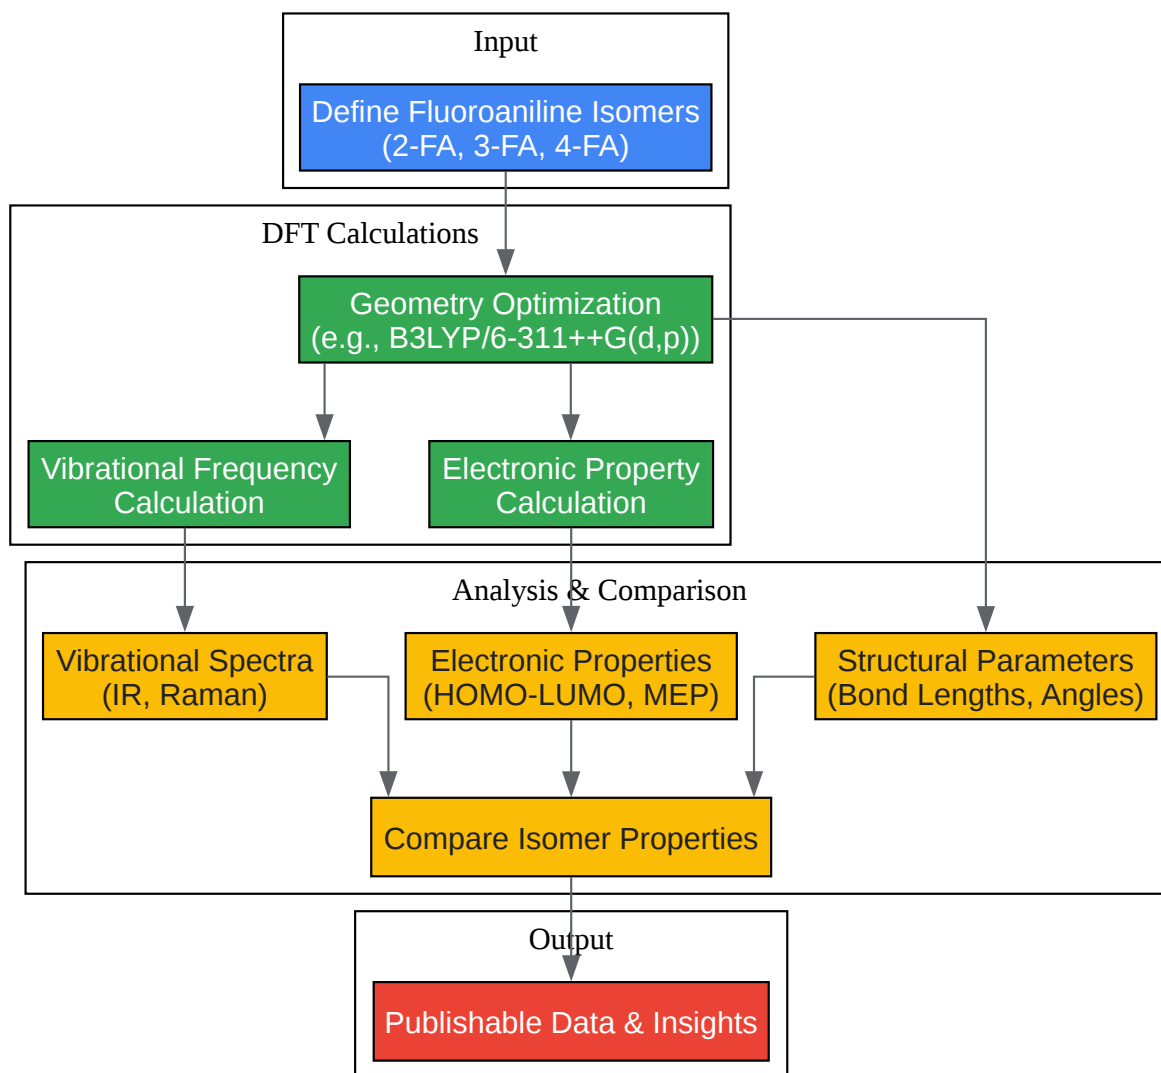 Input
Define Fluoroaniline Isomers
(2-FA, 3-FA, 4-FA)
DFT Calculations
Geometry Optimization
(e.g., B3LYP/6-311++G(d,p))
Vibrational Frequency
Calculation
Electronic Property
Calculation
Analysis & Comparison
Vibrational Spectra
(IR, Raman)
Electronic Properties
(HOMO-LUMO, MEP)
Structural Parameters
(Bond Lengths, Angles)
Compare Isomer Properties
Output
Publishable Data & Insights